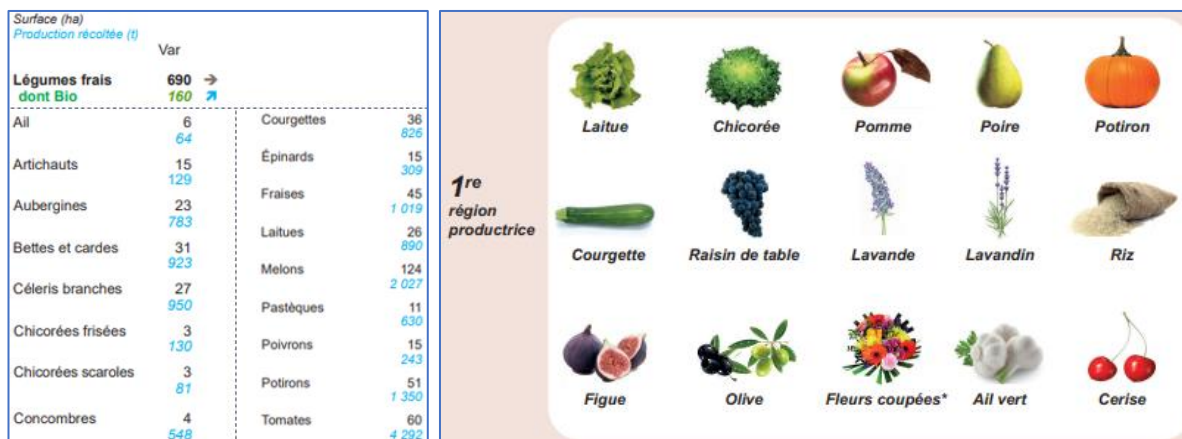 Surface (ha)
Production récoltée (t)
Var
Légumes frais 690 →
dont Bio 160 ↗
Ail 6
64
Artichauts 15
129
Aubergines 23
783
Bettes et cardes 31
923
Céleris branches 27
950
Chicorées frisées 3
130
Chicorées scaroles 3
81
Concombres 4
548
Courgettes 36
826
Épinards 15
309
Fraises 45
1 019
Laitues 26
890
Melons 124
2 027
Pastèques 11
630
Poivrons 15
243
Potirons 51
1 350
Tomates 60
4 292
1re
région
productrice
Laitue Chicorée Pomme Poire Potiron
Courgette Raisin de table Lavande Lavandin Riz
Figue Olive Fleurs coupées* Ail vert Cerise